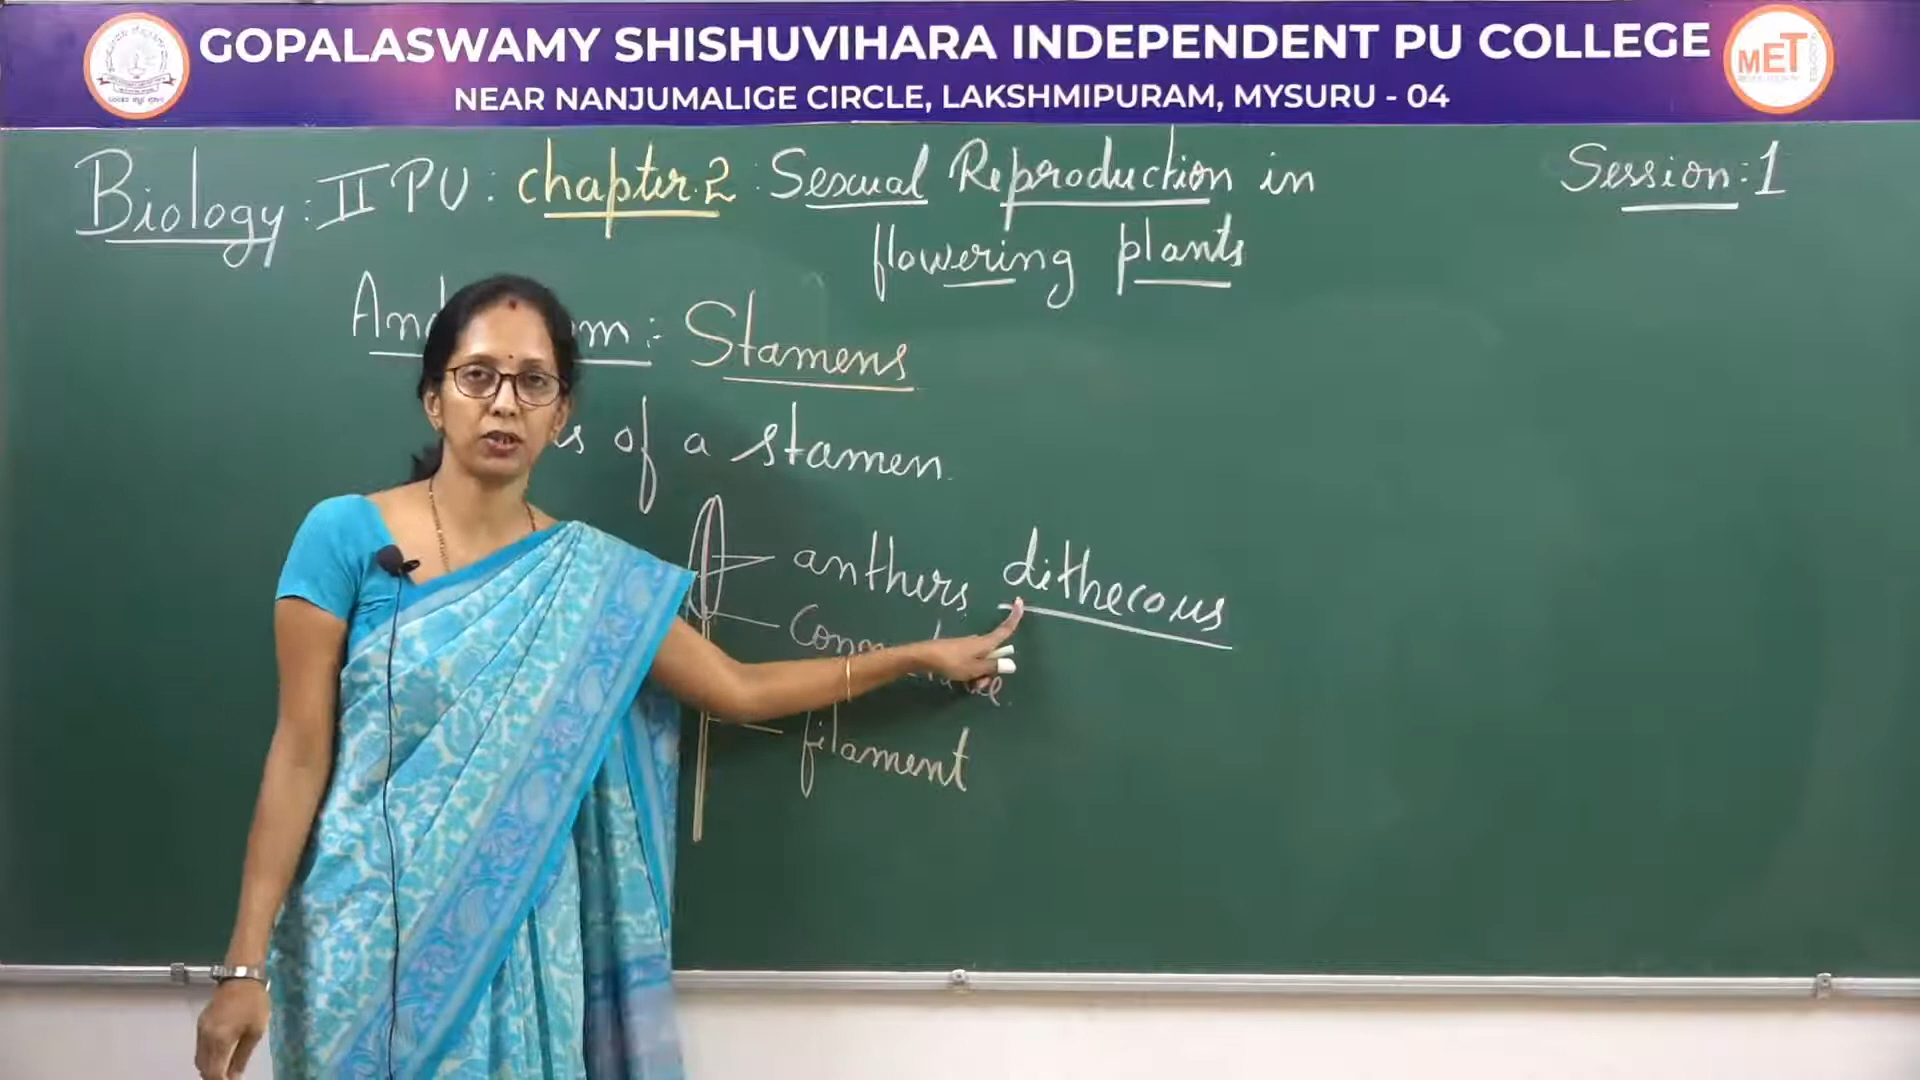 GOPALASWAMY SHISHUVIHARA INDEPENDENT PU COLLEGE
NEAR NANJUMALIGE CIRCLE, LAKSHMIPURAM, MYSURU - 04
MET
Biology: II PU: chapter.2: Sexual Reproduction in
flowering plants
Session: 1
Stamens
of a stamen.
anthers dithecous
filament